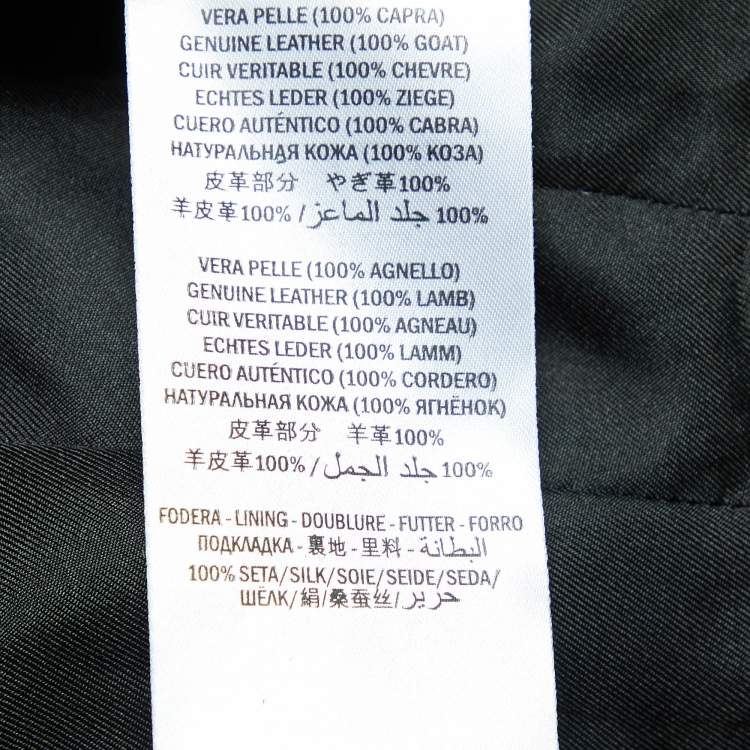 VERA PELLE (100% CAPRA)
GENUINE LEATHER (100% GOAT)
CUIR VERITABLE (100% CHEVRE)
ECHTES LEDER (100% ZIEGE)
CUERO AUTÉNTICO (100% CABRA)
НАТУРАЛЬНАЯ КОЖА (100% КОЗА)
皮革部分 やぎ革100%
羊皮革100% / جلد الماعز 100%
VERA PELLE (100% AGNELLO)
GENUINE LEATHER (100% LAMB)
CUIR VERITABLE (100% AGNEAU)
ECHTES LEDER (100% LAMM)
CUERO AUTÉNTICO (100% CORDERO)
НАТУРАЛЬНАЯ КОЖА (100% ЯГНЁНОК)
皮革部分 羊革100%
羊皮革100% / جلد الجمل 100%
FODERA - LINING - DOUBLURE - FUTTER - FORRO
ПОДКЛАДКА - 裏地 - 里料 - البطانة
100% SETA/SILK/SOIE/SEIDE/SEDA/
ШЁЛК/絹/桑蚕丝/حرير